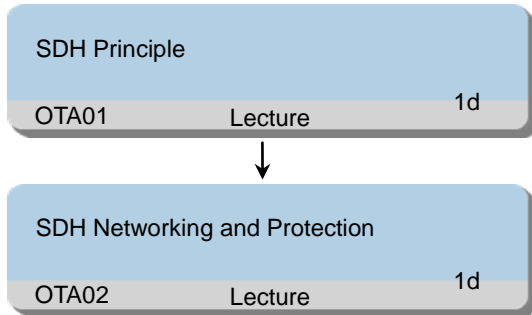 SDH Principle
1d
OTA01 Lecture
SDH Networking and Protection
1d
OTA02 Lecture